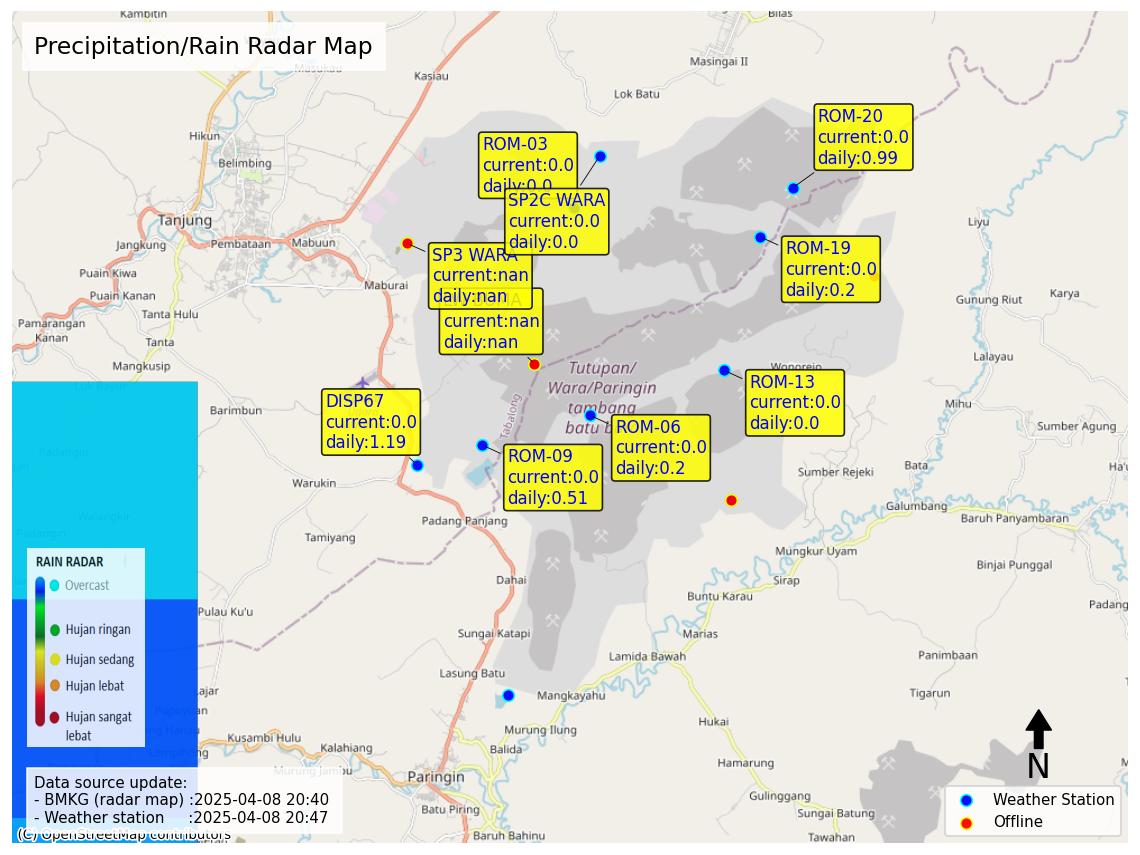 Precipitation/Rain Radar Map
Kambitin
Bilas
Masukau
Kasiau
Masingai II
Lok Batu
Hikun
Belimbing
Tanjung
Jangkung
Pembataan
Mabuun
Puain Kiwa
Maburai
Puain Kanan
Tanta Hulu
Pamarangan
Kanan
Tanta
Mangkusip
Liyu
Gunung Riut
Karya
Lalayau
Mihu
Sumber Agung
Bata
Sumber Rejeki
Galumbang
Baruh Panyambaran
Wonorejo
ROM-03
current:0.0
daily:0.0
SP2C WARA
current:0.0
daily:0.0
ROM-20
current:0.0
daily:0.99
ROM-19
current:0.0
daily:0.2
SP3 WARA
current:nan
daily:nan
current:nan
daily:nan
Tutupan/
Wara/Paringin
tambang
batu b
Tabalong
ROM-13
current:0.0
daily:0.0
DISP67
current:0.0
daily:1.19
ROM-06
current:0.0
daily:0.2
ROM-09
current:0.0
daily:0.51
Barimbun
Warukin
Padang Panjang
Tamiyang
Dahai
Mungkur Uyam
Binjai Punggal
Sirap
Buntu Karau
Padang
Pulau Ku'u
Sungai Katapi
Marias
Lamida Bawah
Panimbaan
Lasung Batu
Mangkayahu
Tigarun
Hukai
Murung Ilung
Kusambi Hulu
Kalahiang
Balida
Hamarung
Murung Jambu
Paringin
Gulinggang
Batu Piring
Sungai Batung
Baruh Bahinu
Tawahan
Padangin
Walangkir
Padangin
RAIN RADAR
Overcast
Hujan ringan
Hujan sedang
Hujan lebat
Hujan sangat
lebat
Data source update:
- BMKG (radar map) :2025-04-08 20:40
- Weather station :2025-04-08 20:47
(C) OpenStreetMap contributors
N
Weather Station
Offline